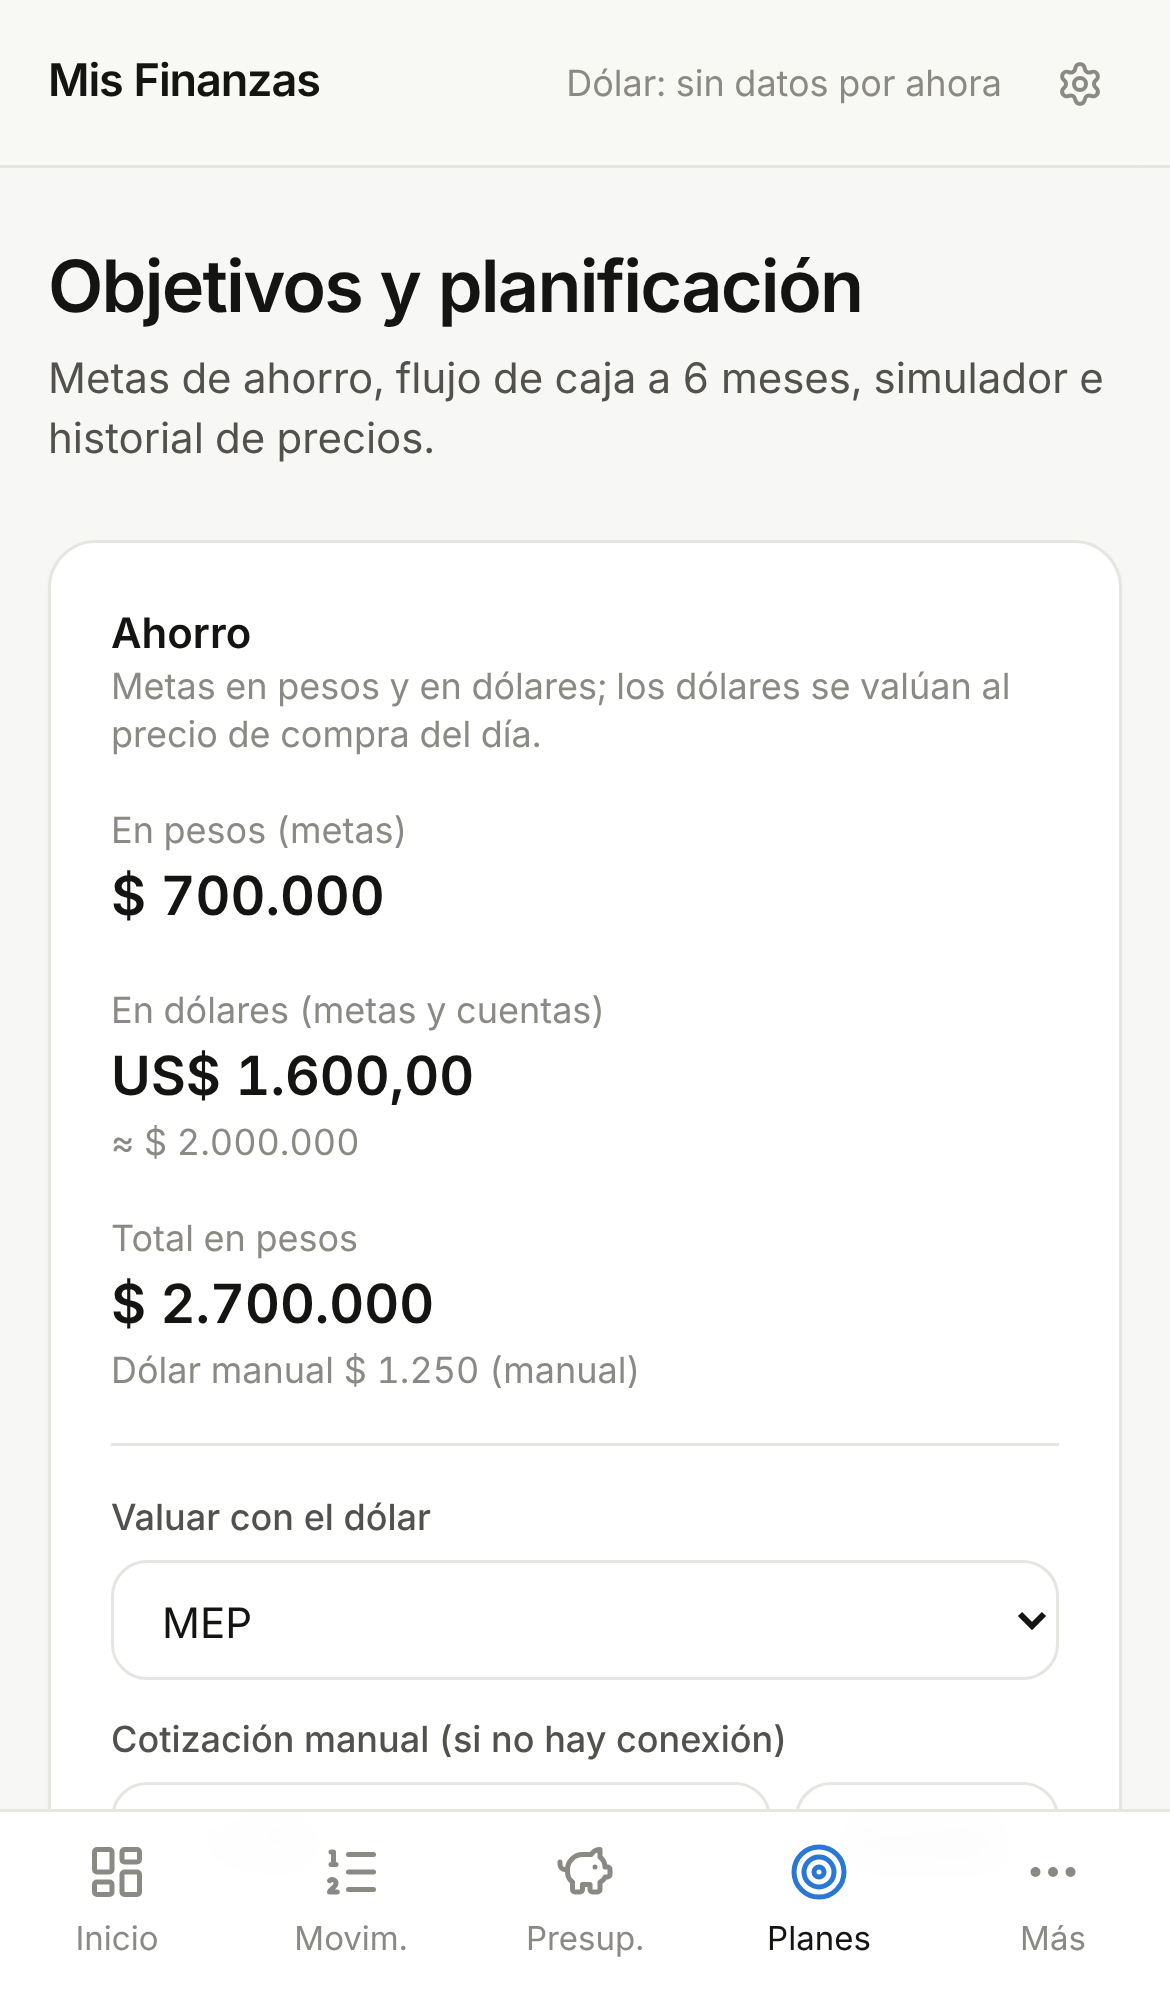 Mis Finanzas
Dólar: sin datos por ahora
Objetivos y planificación
Metas de ahorro, flujo de caja a 6 meses, simulador e
historial de precios.
Ahorro
Metas en pesos y en dólares; los dólares se valúan al
precio de compra del día.
En pesos (metas)
$ 700.000
En dólares (metas y cuentas)
US$ 1.600,00
≈ $ 2.000.000
Total en pesos
$ 2.700.000
Dólar manual $ 1.250 (manual)
Valuar con el dólar
MEP
Cotización manual (si no hay conexión)
Inicio
Movim.
Presup.
Planes
Más